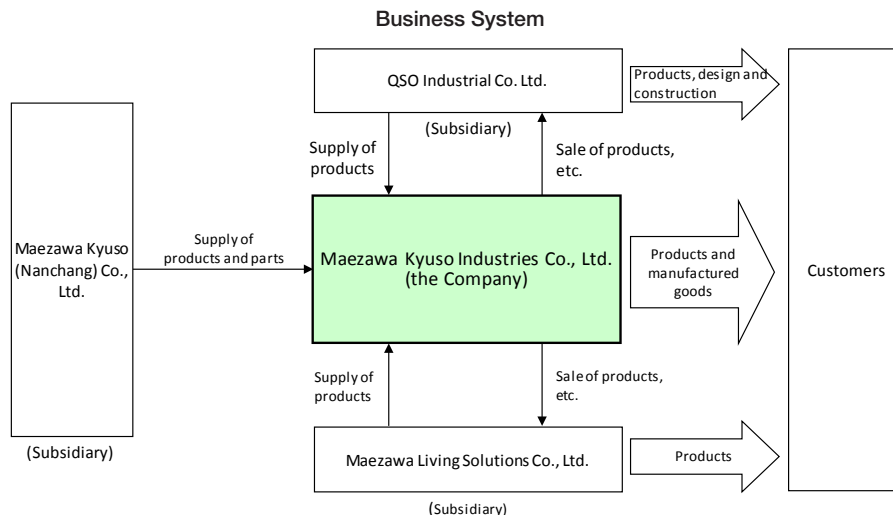 Business System
QSO Industrial Co. Ltd.
(Subsidiary)
Products, design and
construction
Supply of
products
Sale of products,
etc.
Maezawa Kyuso
(Nanchang) Co.,
Ltd.
(Subsidiary)
Supply of
products and parts
Maezawa Kyuso Industries Co., Ltd.
(the Company)
Products and
manufactured
goods
Customers
Supply of
products
Sale of products,
etc.
Maezawa Living Solutions Co., Ltd.
(Subsidiary)
Products